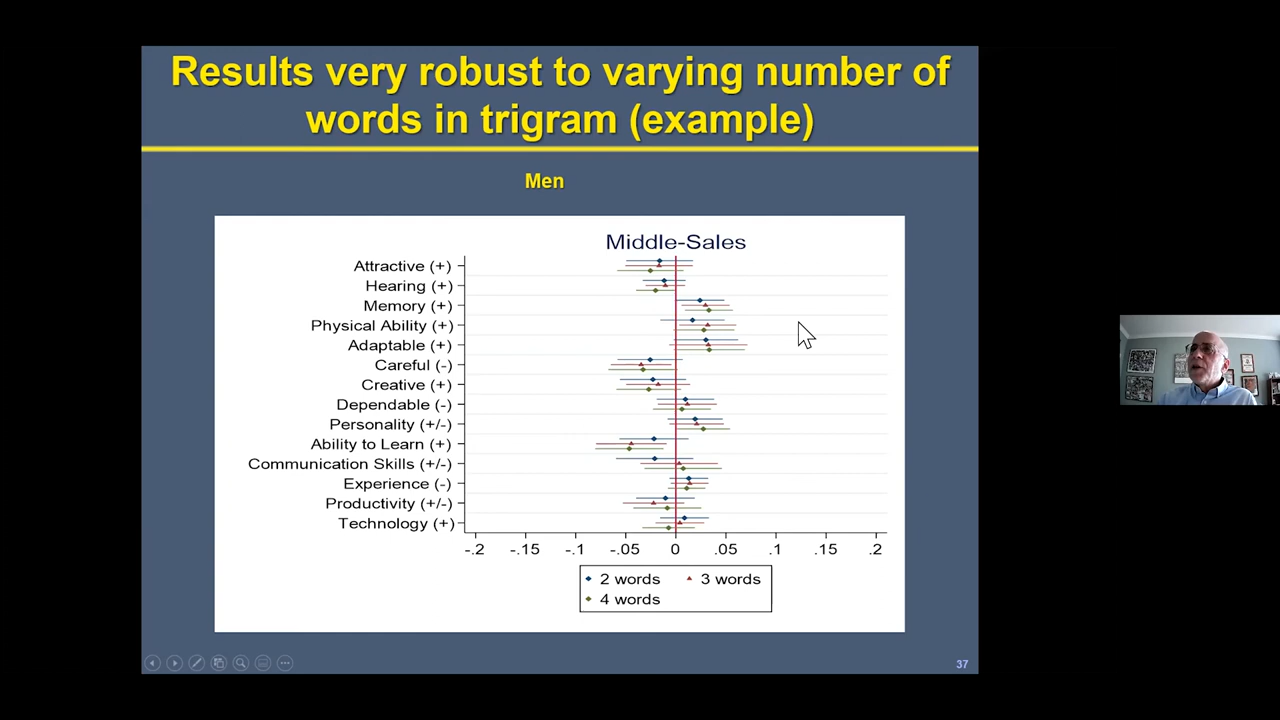 Results very robust to varying number of
words in trigram (example)
Men
Middle-Sales
Attractive (+)
Hearing (+)
Memory (+)
Physical Ability (+)
Adaptable (+)
Careful (-)
Creative (+)
Dependable (-)
Personality (+/-)
Ability to Learn (+)
Communication Skills (+/-)
Experience (-)
Productivity (+/-)
Technology (+)
-.2 -.15 -.1 -.05 0 .05 .1 .15 .2
2 words 3 words
4 words
37